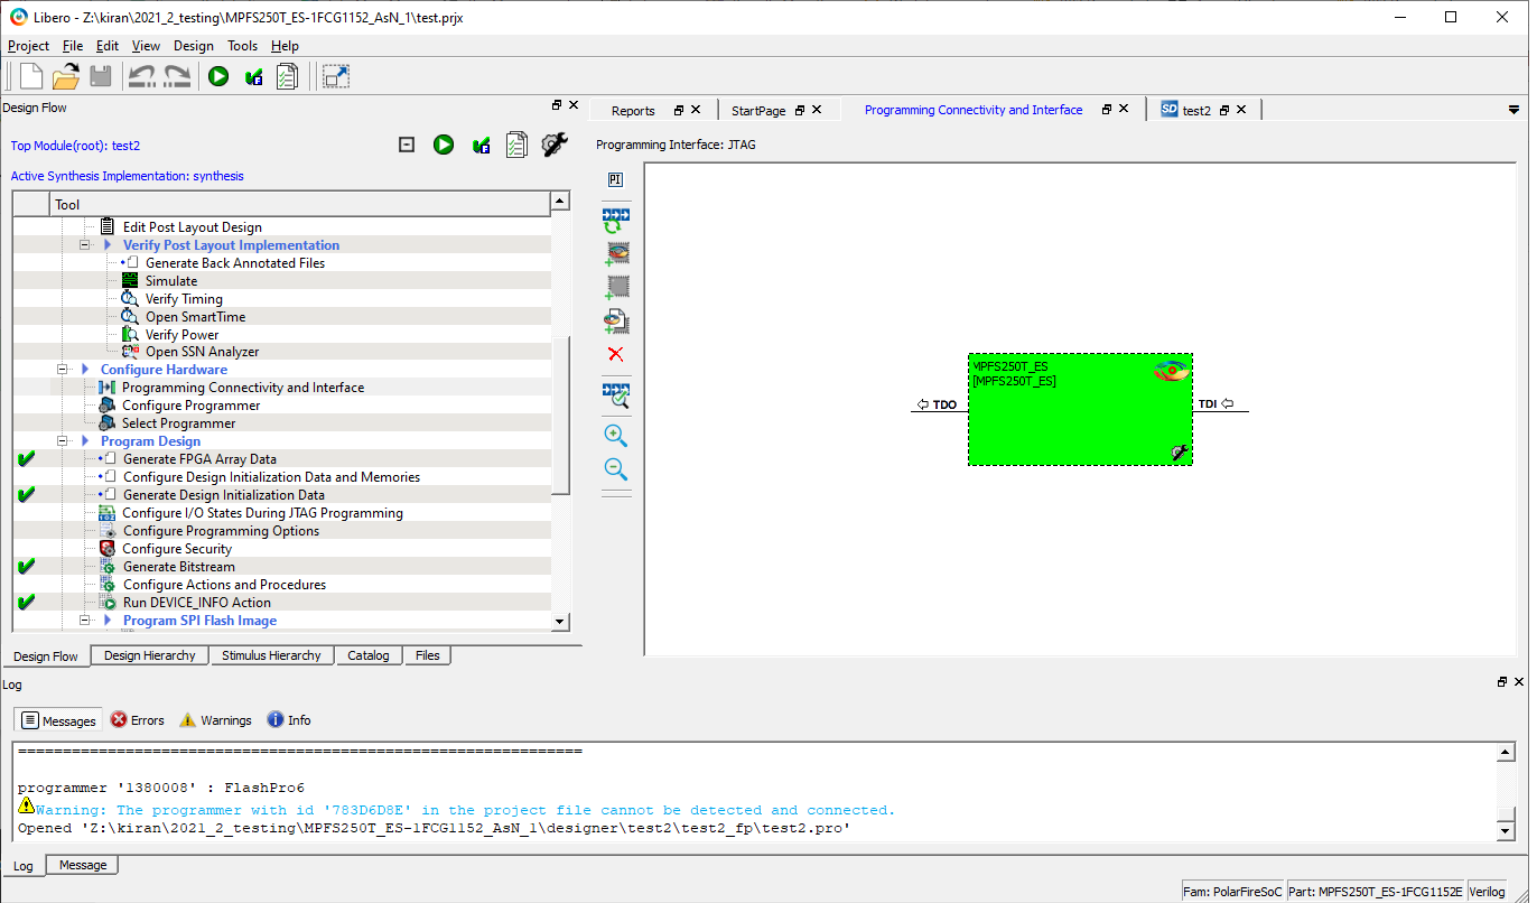 Libero - Z:\kiran\2021_2_testing\MPFS250T_ES-1FCG1152_AsN_1\test.prjx
Project File Edit View Design Tools Help
Design Flow
Reports StartPage Programming Connectivity and Interface SD test2
Top Module(root): test2
Programming Interface: JTAG
Active Synthesis Implementation: synthesis
PI
Tool
Edit Post Layout Design
Verify Post Layout Implementation
Generate Back Annotated Files
Simulate
Verify Timing
Open SmartTime
Verify Power
Open SSN Analyzer
Configure Hardware
Programming Connectivity and Interface
Configure Programmer
Select Programmer
Program Design
Generate FPGA Array Data
Configure Design Initialization Data and Memories
Generate Design Initialization Data
Configure I/O States During JTAG Programming
Configure Programming Options
Configure Security
Generate Bitstream
Configure Actions and Procedures
Run DEVICE_INFO Action
Program SPI Flash Image
MPFS250T_ES
[MPFS250T_ES]
TDO
TDI
Design Flow Design Hierarchy Stimulus Hierarchy Catalog Files
Log
Messages Errors Warnings Info
================================================================
programmer '1380008' : FlashPro6
Warning: The programmer with id '783D6D8E' in the project file cannot be detected and connected.
Opened 'Z:\kiran\2021_2_testing\MPFS250T_ES-1FCG1152_AsN_1\designer\test2\test2_fp\test2.pro'
Log Message
Fam: PolarFireSoC Part: MPFS250T_ES-1FCG1152E Verilog